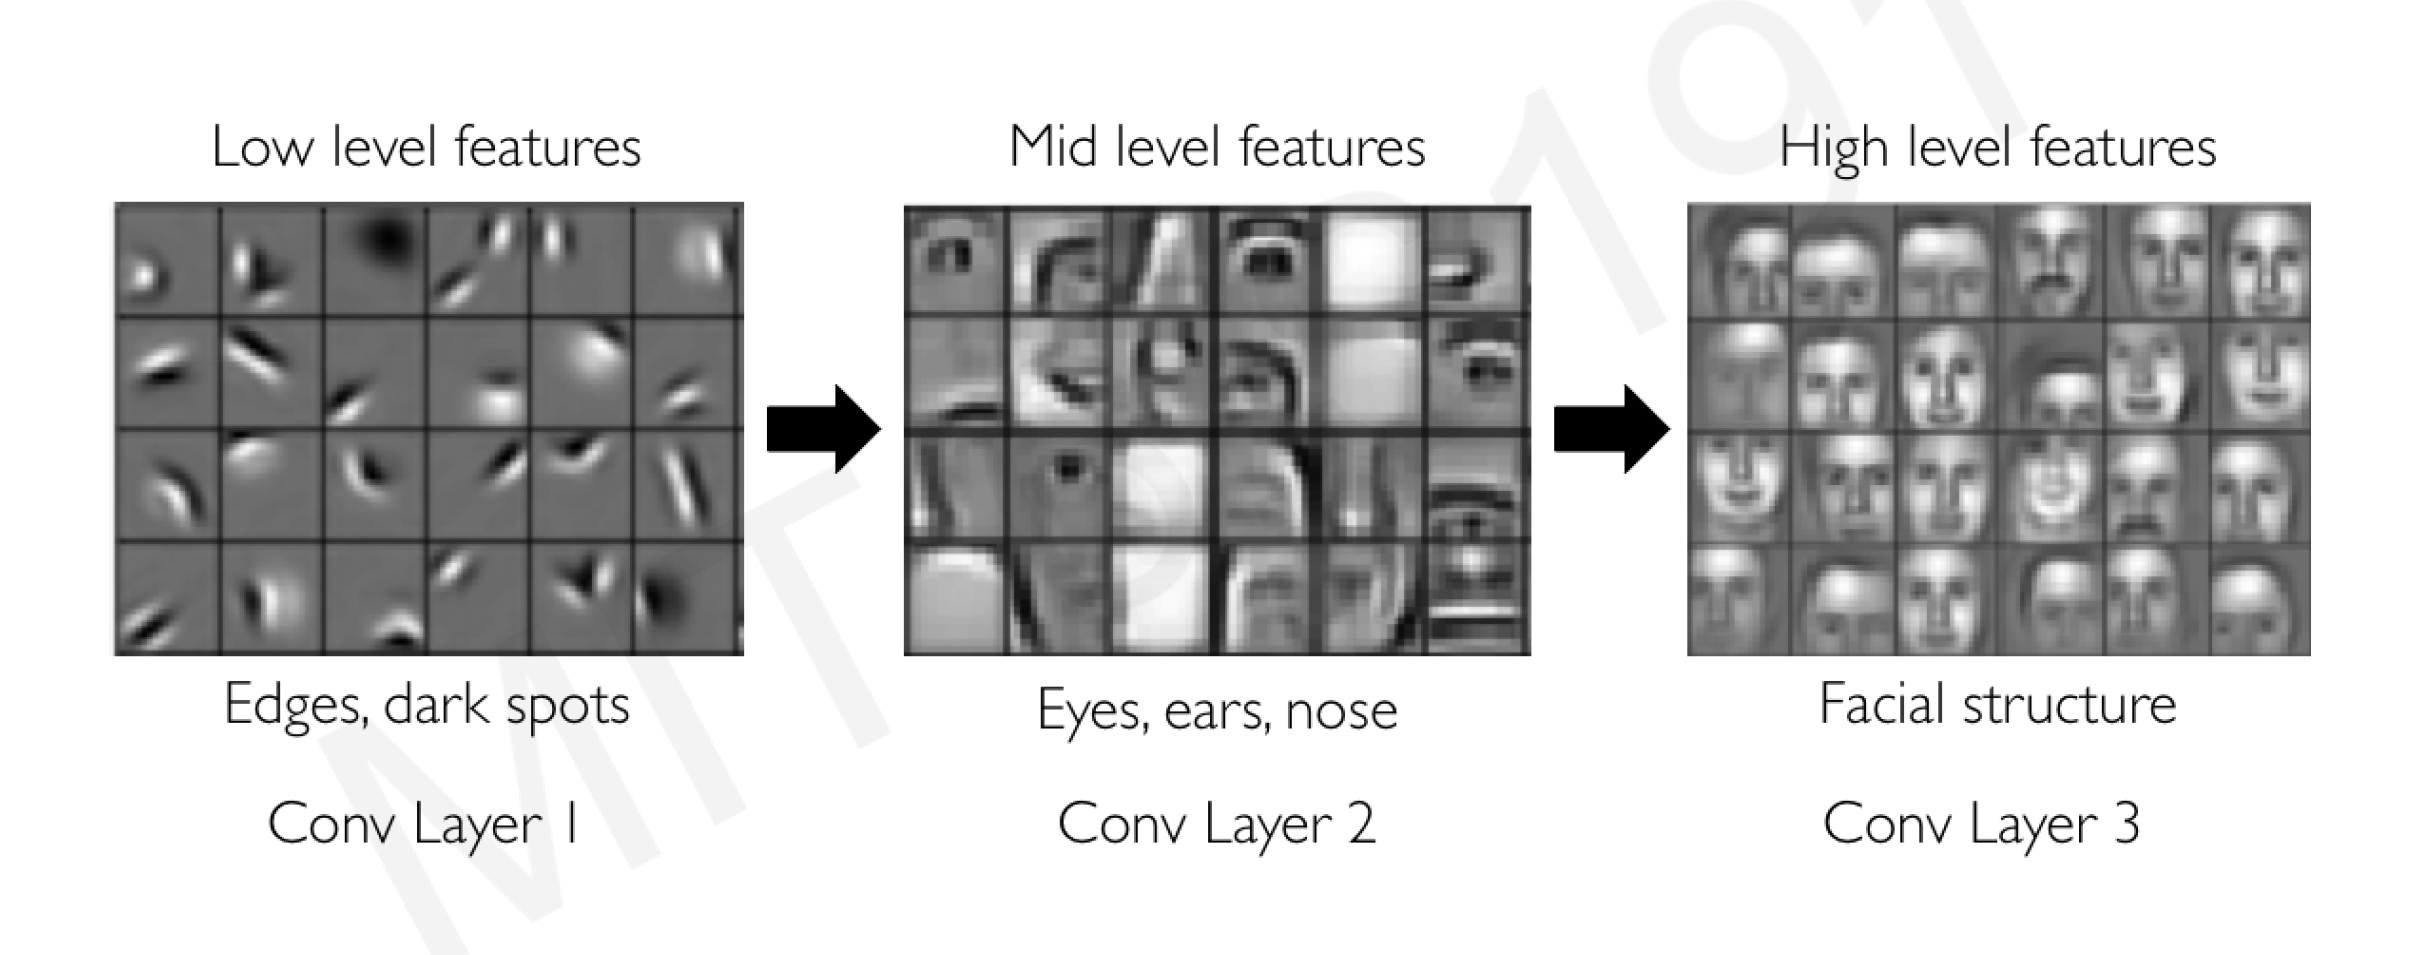 Low level features
Mid level features
High level features
Edges, dark spots
Eyes, ears, nose
Facial structure
Conv Layer 1
Conv Layer 2
Conv Layer 3